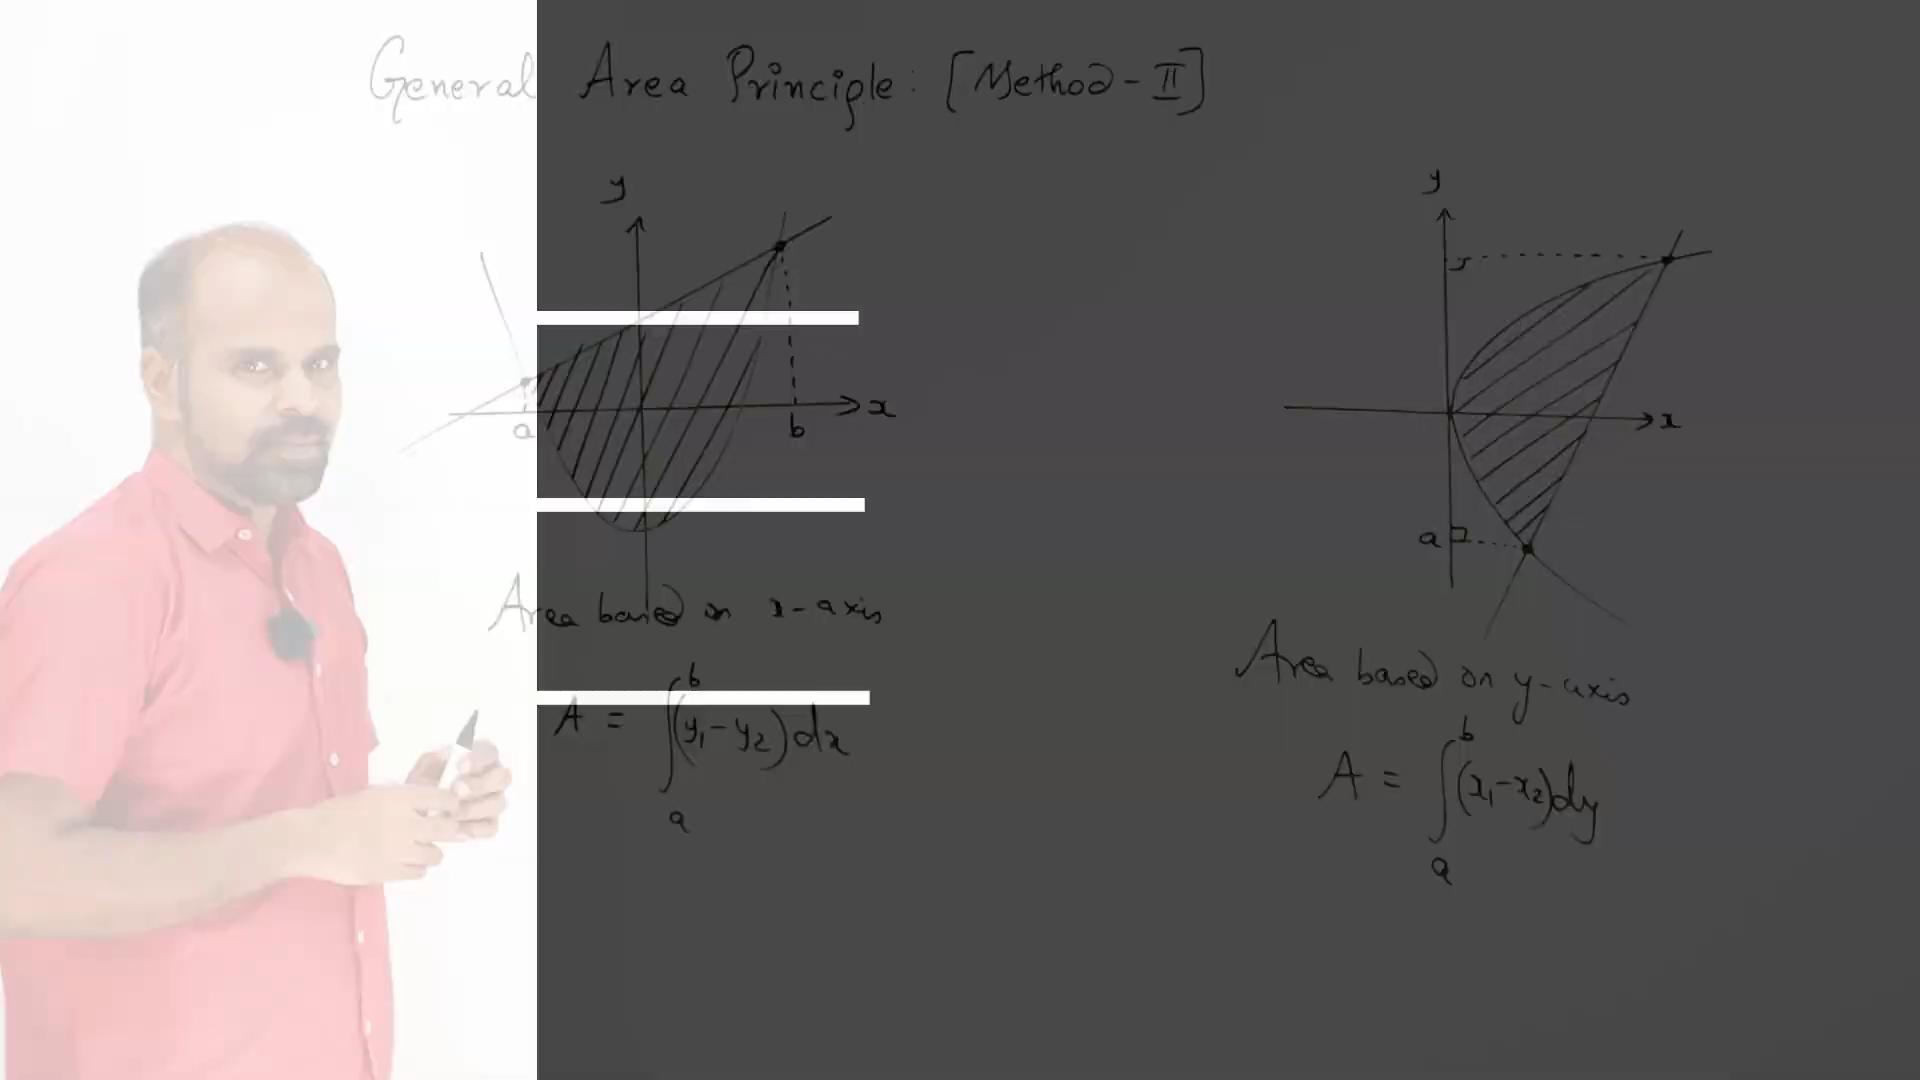 General Area Principle: [Method-II]
y
x
a
b
Area based on x-axis
A = ∫ₐᵇ (y₁-y₂)dx
y
x
a
Area based on y-axis
A = ∫ₐᵇ (x₁-x₂)dy